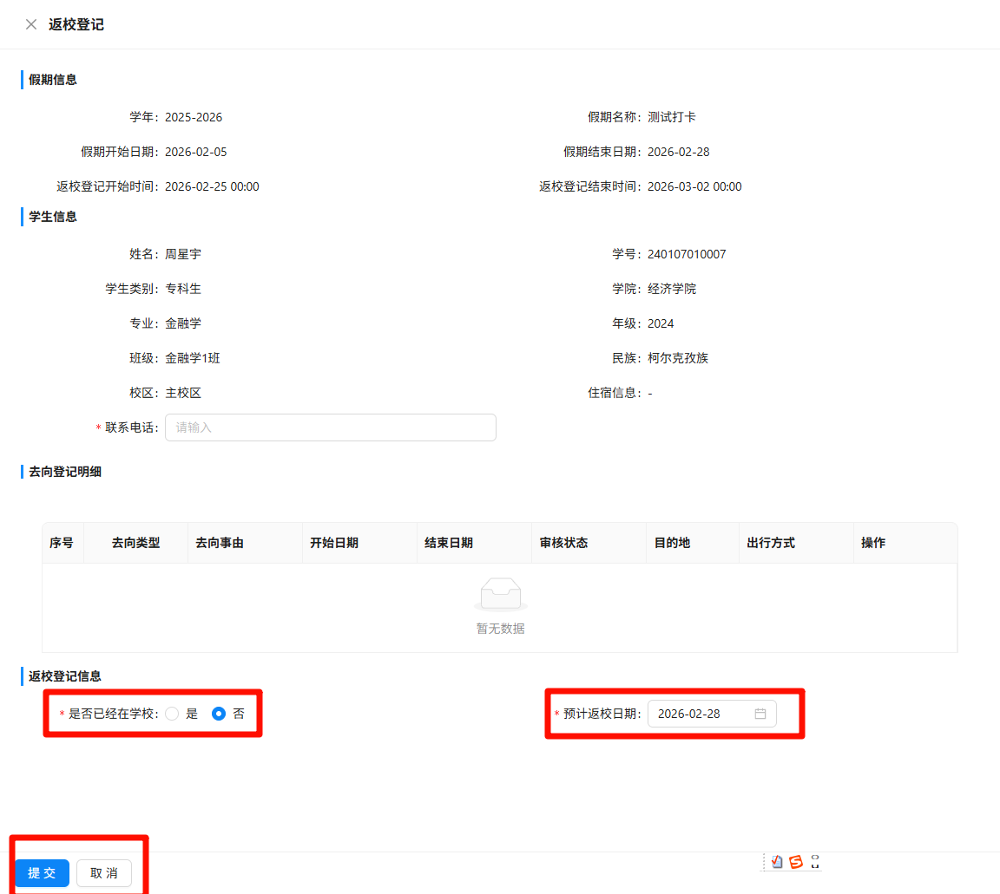 返校登记
假期信息
学年：2025-2026 假期名称：测试打卡
假期开始日期：2026-02-05 假期结束日期：2026-02-28
返校登记开始时间：2026-02-25 00:00 返校登记结束时间：2026-03-02 00:00
学生信息
姓名：周星宇 学号：240107010007
学生类别：专科生 学院：经济学院
专业：金融学 年级：2024
班级：金融学1班 民族：柯尔克孜族
校区：主校区 住宿信息：-
* 联系电话：请输入
去向登记明细
序号 去向类型 去向事由 开始日期 结束日期 审核状态 目的地 出行方式 操作
暂无数据
返校登记信息
* 是否已经在学校：是 否 * 预计返校日期：2026-02-28
提交 取消